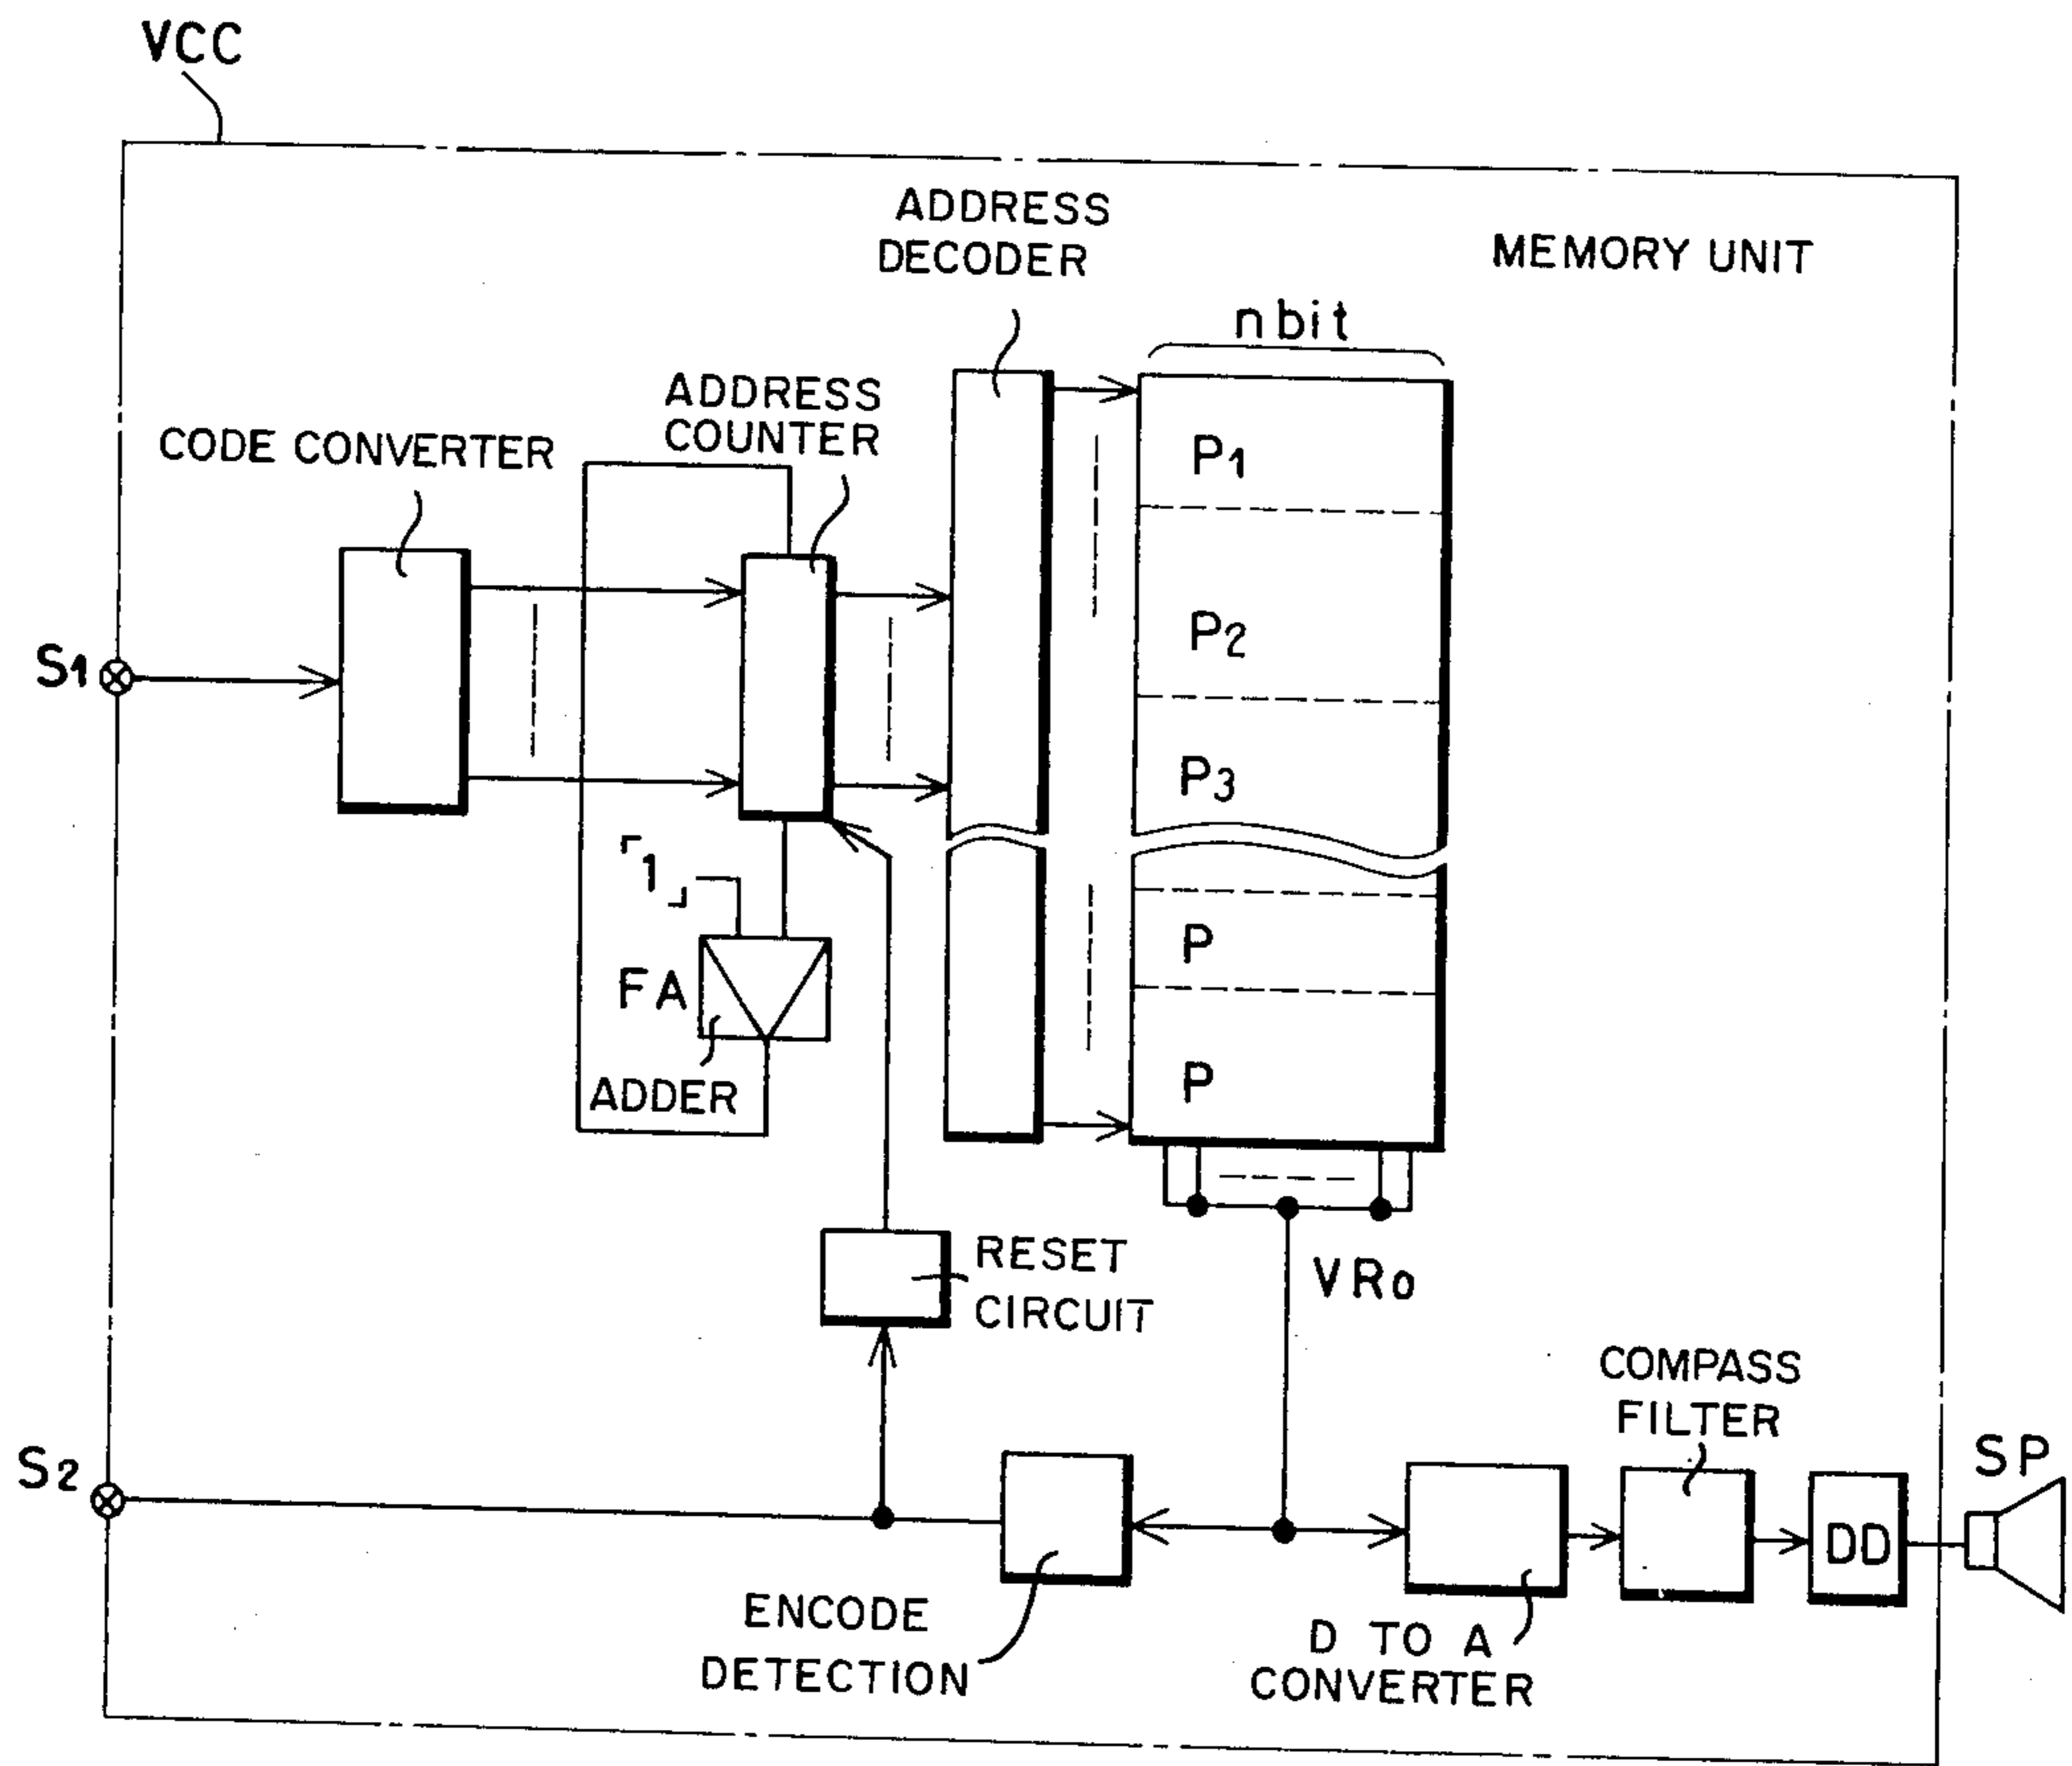 VCC
ADDRESS
DECODER
MEMORY UNIT
n bit
ADDRESS
COUNTER
CODE CONVERTER
P1
P2
S1
P3
「1」
FA
P
ADDER
P
RESET
CIRCUIT
VRo
COMPASS
FILTER
S2
SP
DD
ENCODE
DETECTION
D TO A
CONVERTER